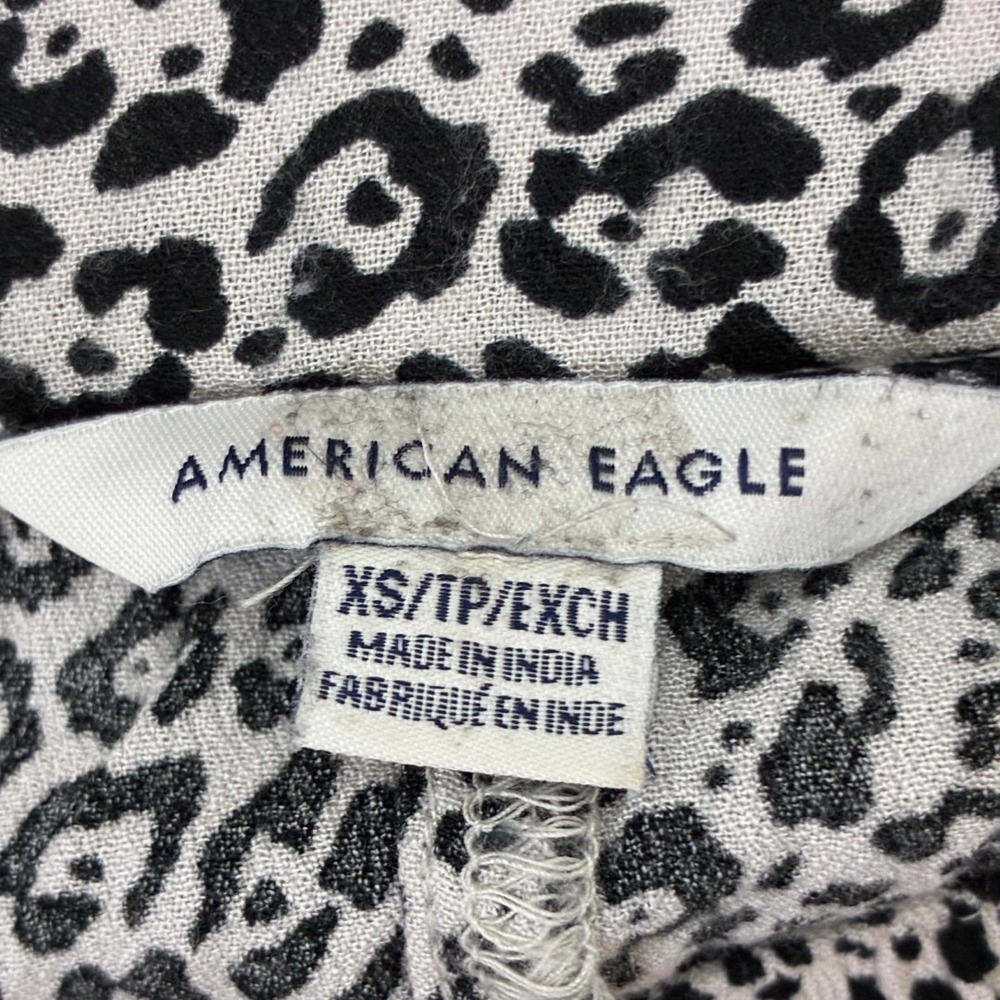 AMERICAN EAGLE
XS/TP/EXCH
MADE IN INDIA
FABRIQUÉ EN INDE